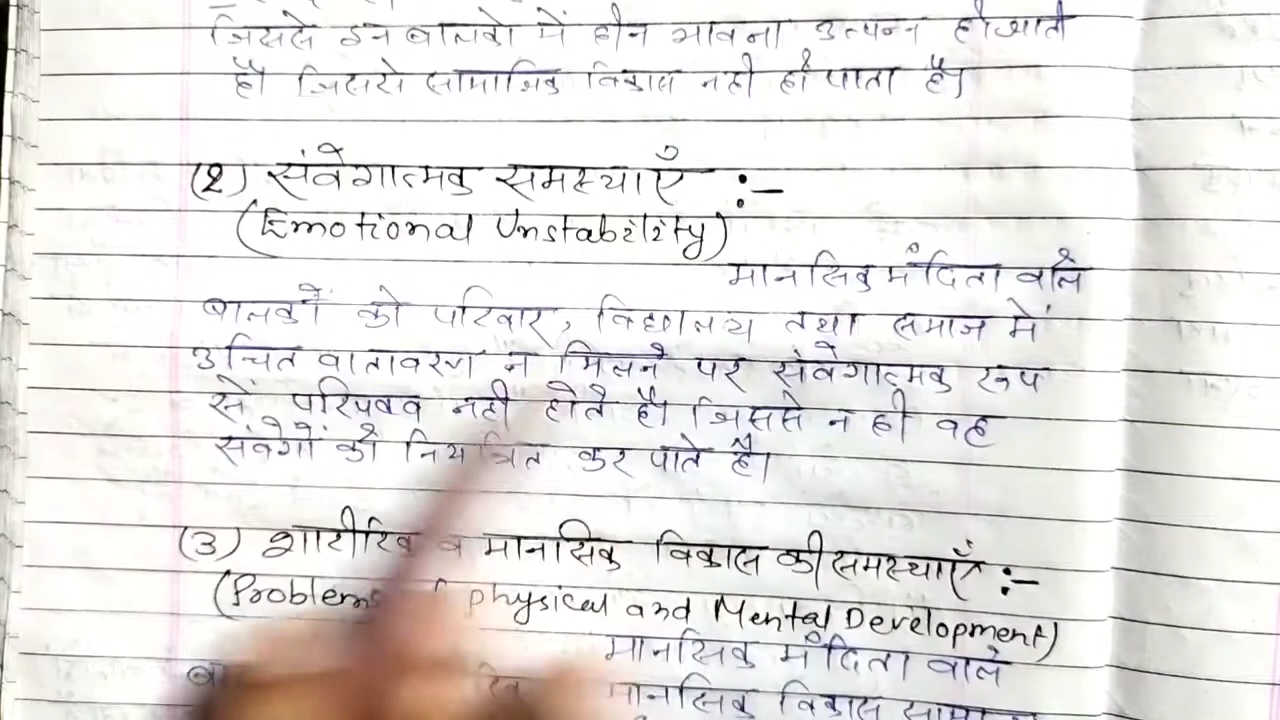 जिससे इन बालको में हीन भावना उत्पन्न हो जाती
है। जिससे सामाजिक विकास नही हो पाता है।
(2) संवेगात्मक समस्याएँ :-
(Emotional Unstability)
मानसिक मंदिता वाले
बालकों को परिवार, विद्यालय तथा समाज में
उचित वातावरण न मिलने पर संवेगात्मक रूप
से परिपक्व नही होते है। जिससे न ही वह
संवेगों को नियंत्रित कर पाते है।
(3) शारीरिक व मानसिक विकास की समस्याएँ :-
(Problems physical and Mental Development)
मानसिक मंदिता वाले
मानसिक विकास